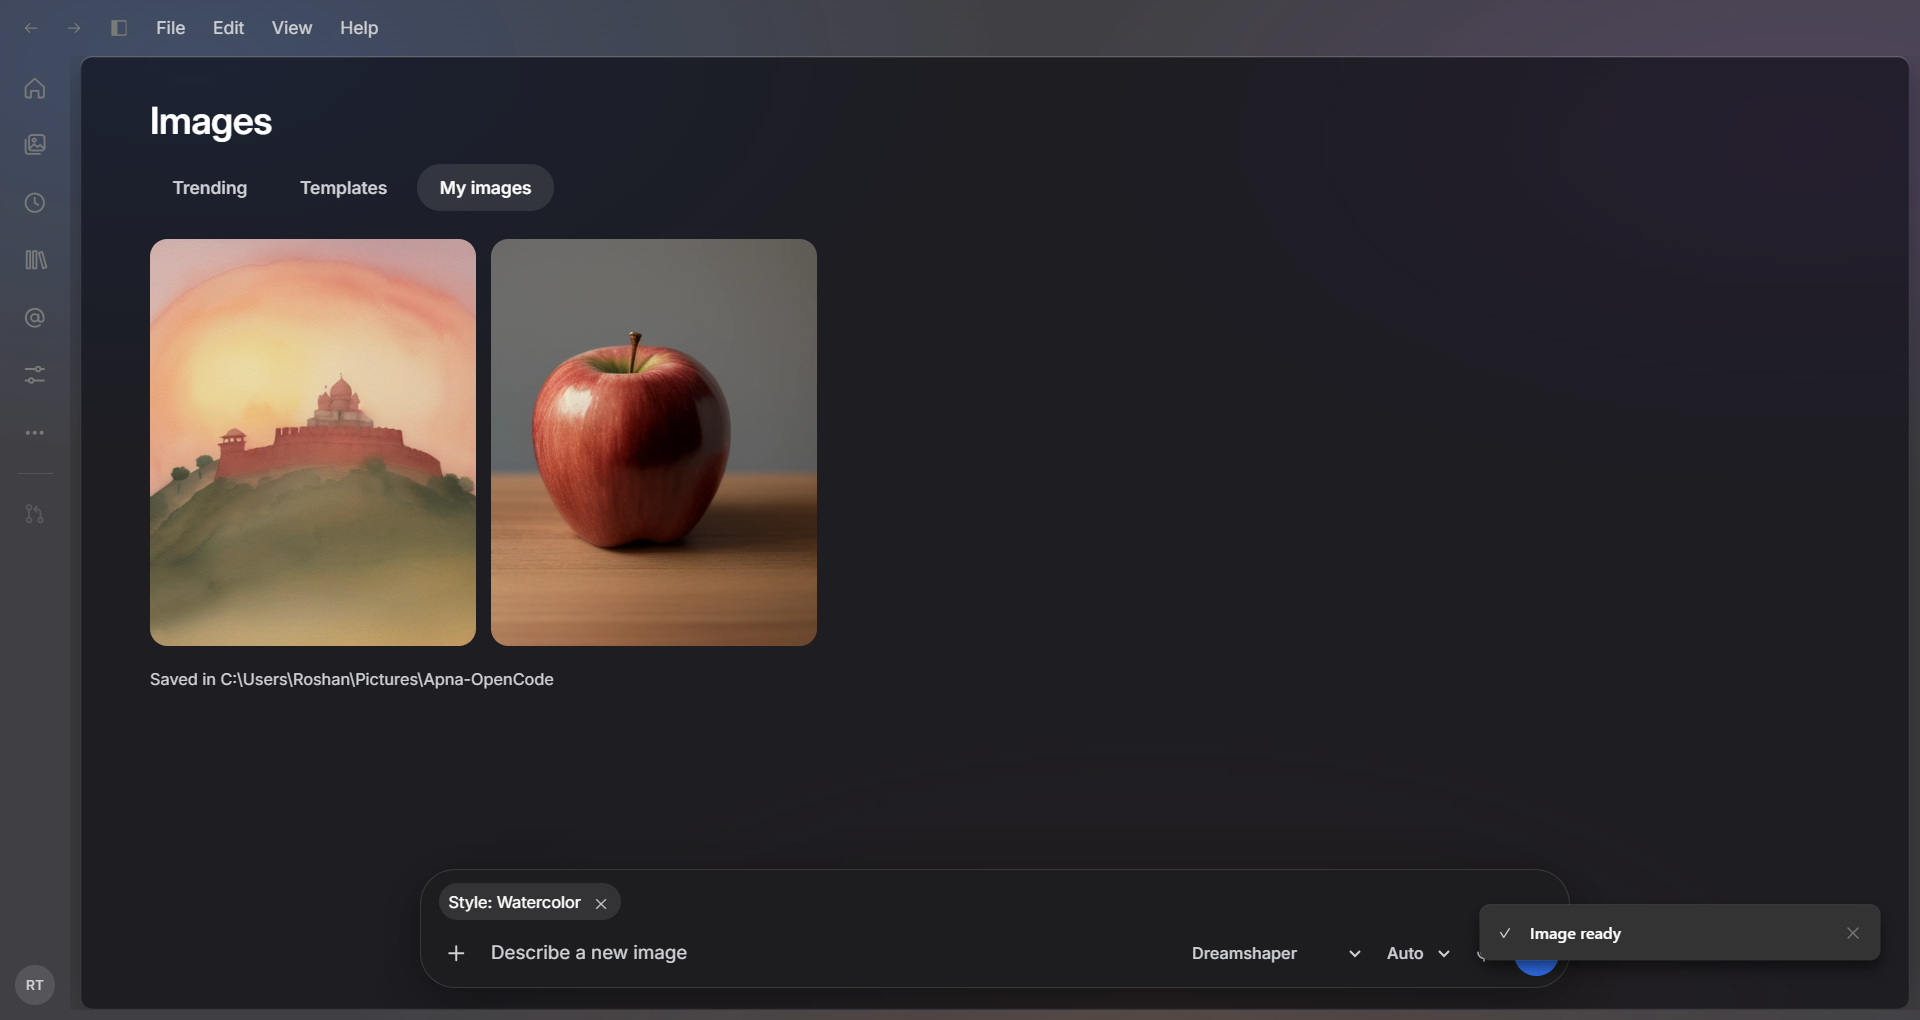 File Edit View Help
Images
Trending Templates My images
Saved in C:\Users\Roshan\Pictures\Apna-OpenCode
Style: Watercolor
Describe a new image Dreamshaper Auto
Image ready
RT